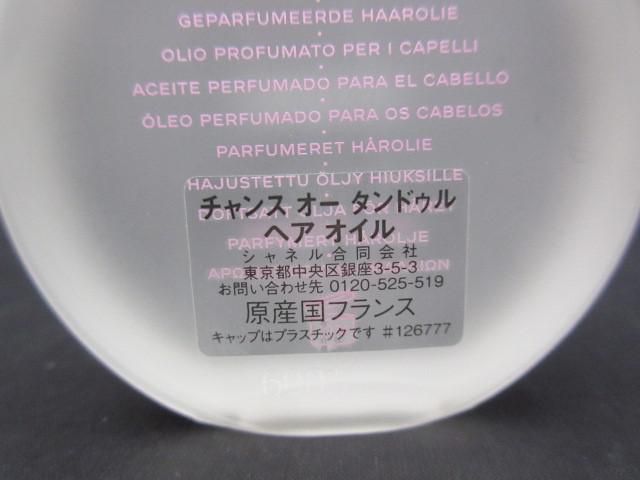 GEPARFUMEERDE HAAROLIE
OLIO PROFUMATO PER I CAPELLI
ACEITE PERFUMADO PARA EL CABELLO
ÓLEO PERFUMADO PARA OS CABELOS
PARFUMERET HÅROLIE
HAJUSTETTU ÖLJY HIUKSILLE
チャンス オー タンドゥル
ヘア オイル
PARFYMERT HÅROLJE
シャネル合同会社
東京都中央区銀座3-5-3
お問い合わせ先 0120-525-519
原産国フランス
キャップはプラスチックです #126777